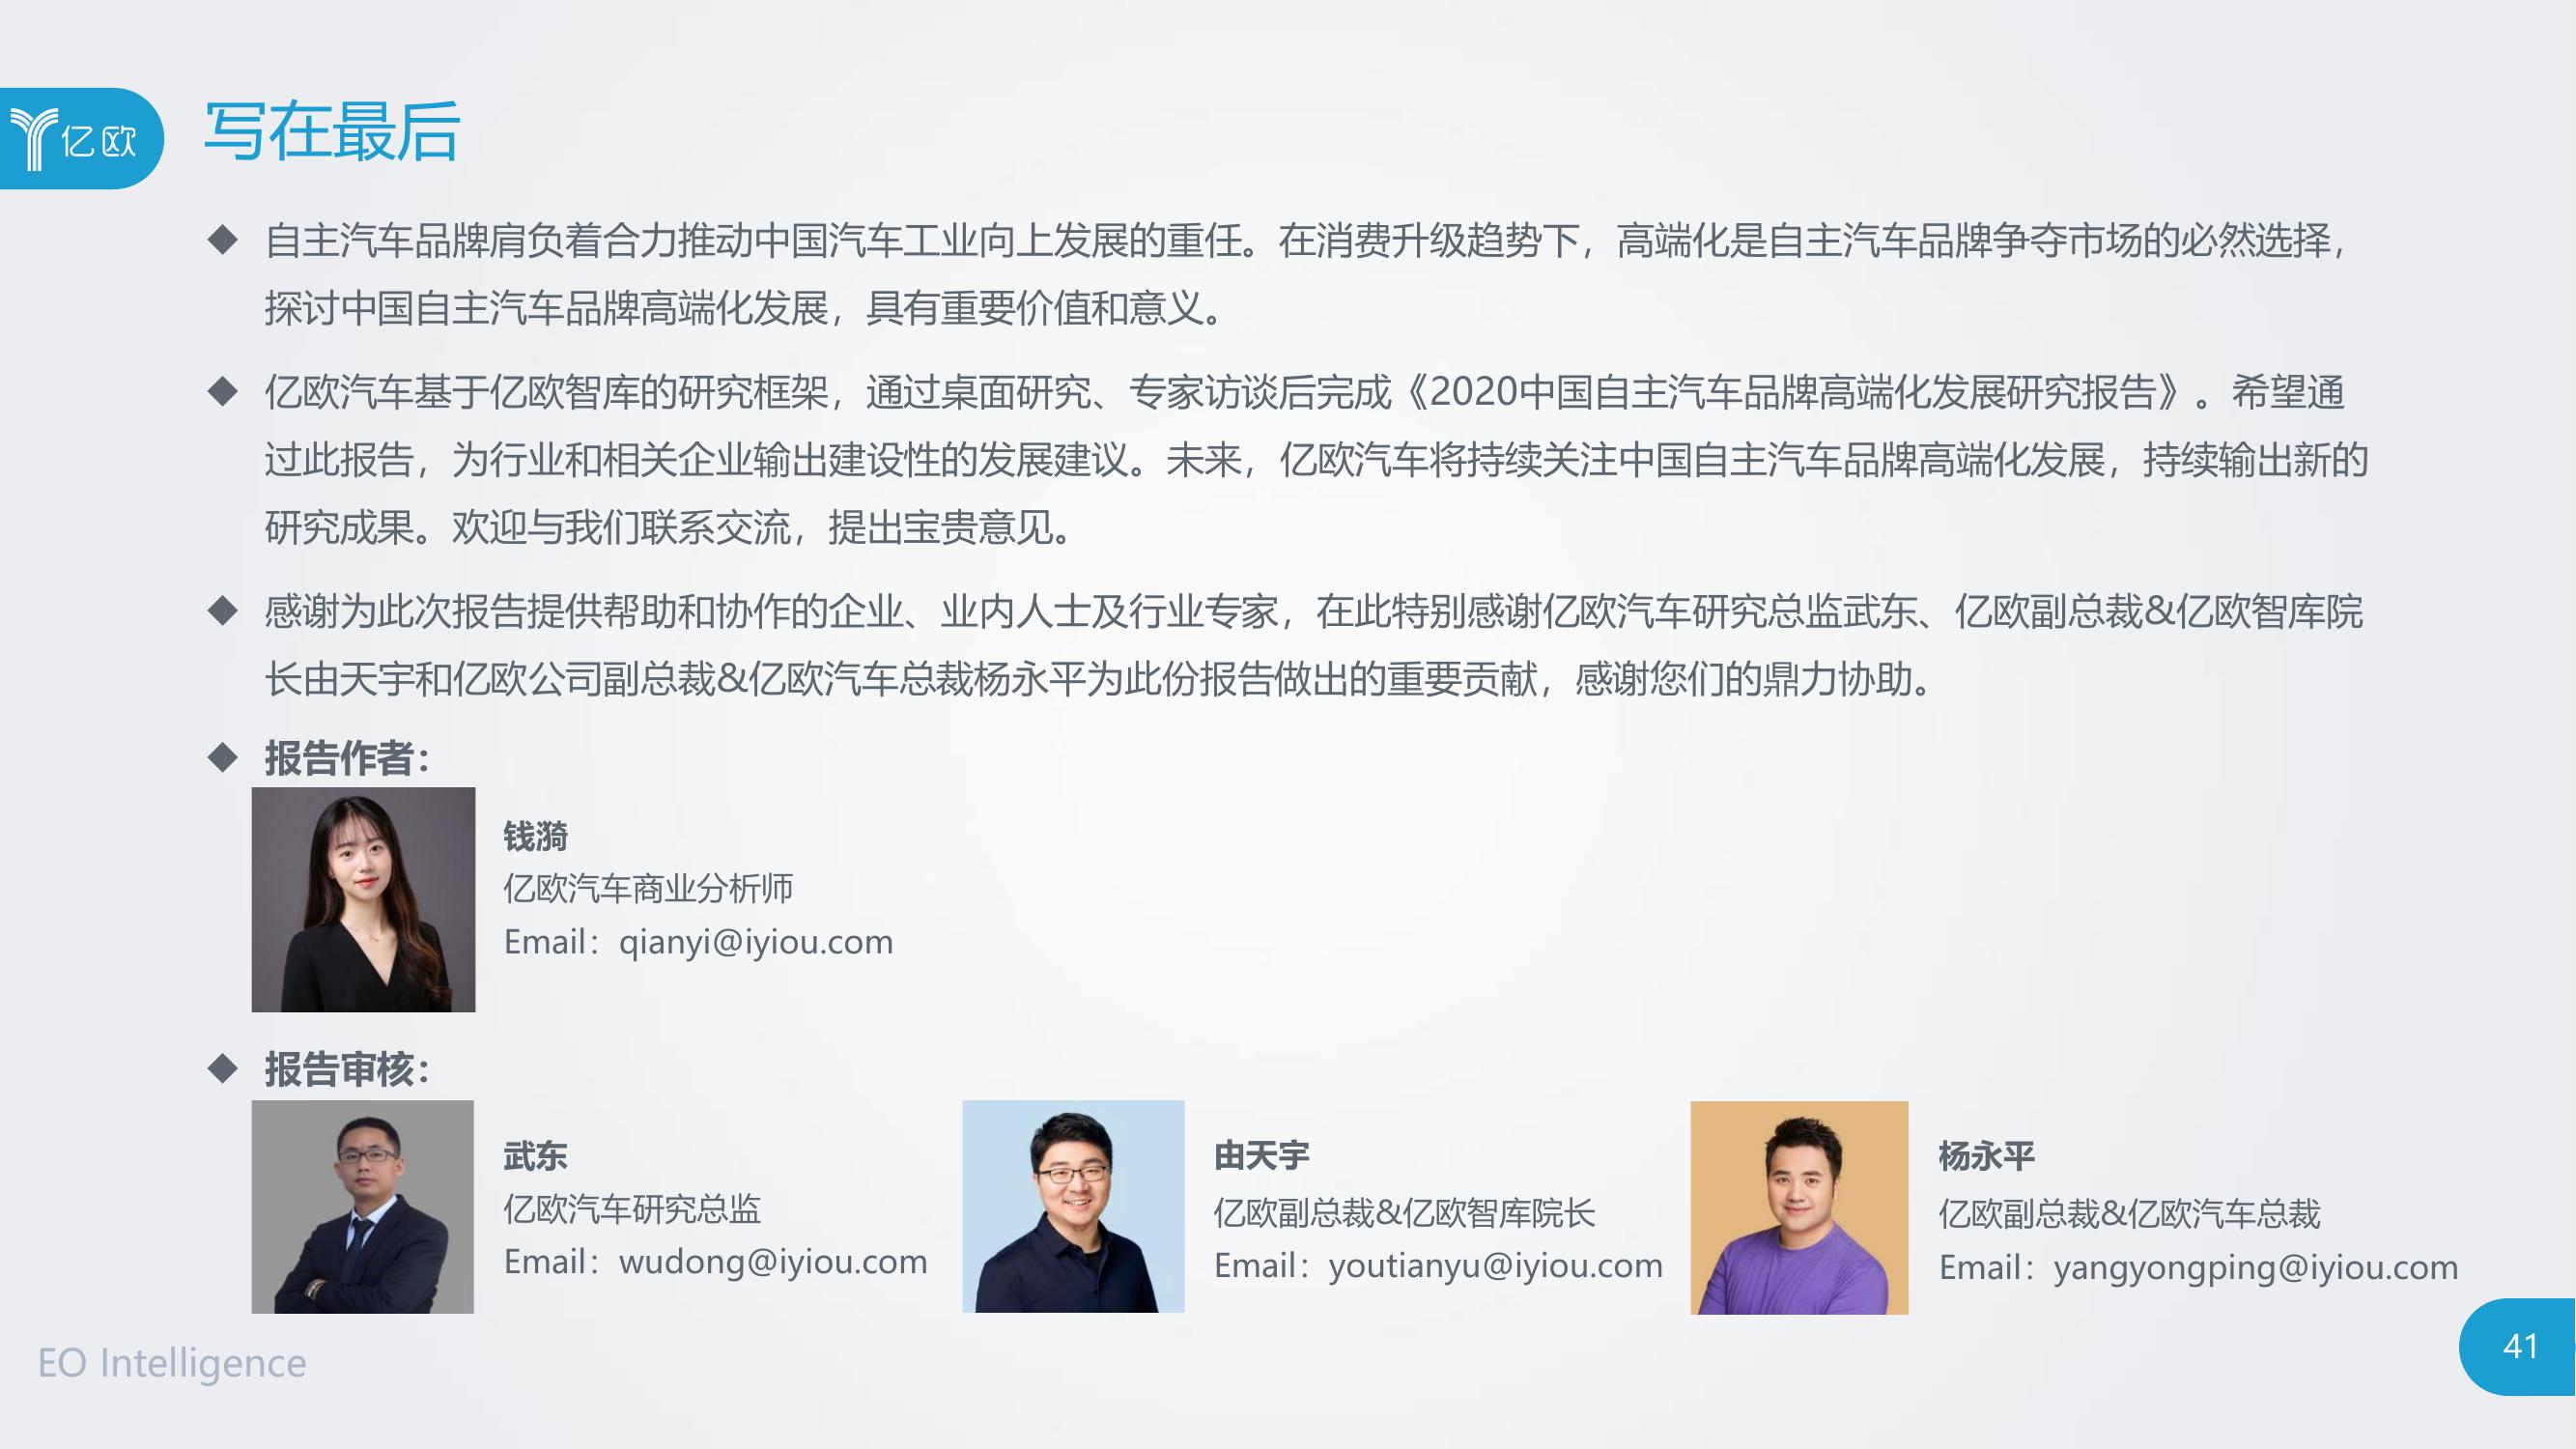 亿欧
写在最后
◆ 自主汽车品牌肩负着合力推动中国汽车工业向上发展的重任。在消费升级趋势下，高端化是自主汽车品牌争夺市场的必然选择，
探讨中国自主汽车品牌高端化发展，具有重要价值和意义。
◆ 亿欧汽车基于亿欧智库的研究框架，通过桌面研究、专家访谈后完成《2020中国自主汽车品牌高端化发展研究报告》。希望通
过此报告，为行业和相关企业输出建设性的发展建议。未来，亿欧汽车将持续关注中国自主汽车品牌高端化发展，持续输出新的
研究成果。欢迎与我们联系交流，提出宝贵意见。
◆ 感谢为此次报告提供帮助和协作的企业、业内人士及行业专家，在此特别感谢亿欧汽车研究总监武东、亿欧副总裁&亿欧智库院
长由天宇和亿欧公司副总裁&亿欧汽车总裁杨永平为此份报告做出的重要贡献，感谢您们的鼎力协助。
◆ 报告作者：
钱漪
亿欧汽车商业分析师
Email：qianyi@iyiou.com
◆ 报告审核：
武东
亿欧汽车研究总监
Email：wudong@iyiou.com
由天宇
亿欧副总裁&亿欧智库院长
Email：youtianyu@iyiou.com
杨永平
亿欧副总裁&亿欧汽车总裁
Email：yangyongping@iyiou.com
EO Intelligence
41